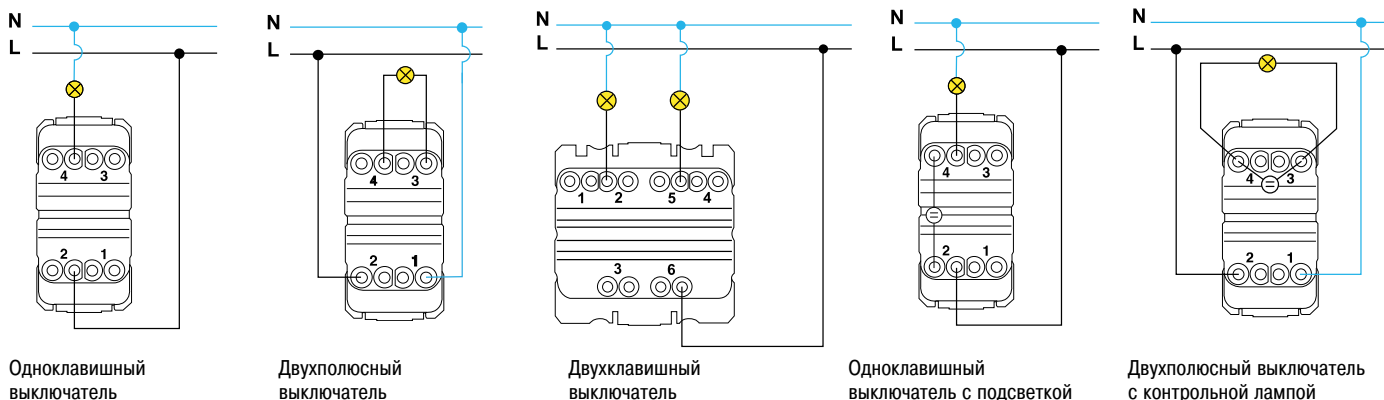 N
L
4 3
2 1
Одноклавишный
выключатель
N
L
4 3
2 1
Двухполюсный
выключатель
N
L
1 2 5 4
3 6
Двухклавишный
выключатель
N
L
4 3
2 1
Одноклавишный
выключатель с подсветкой
N
L
4 3
2 1
Двухполюсный выключатель
с контрольной лампой